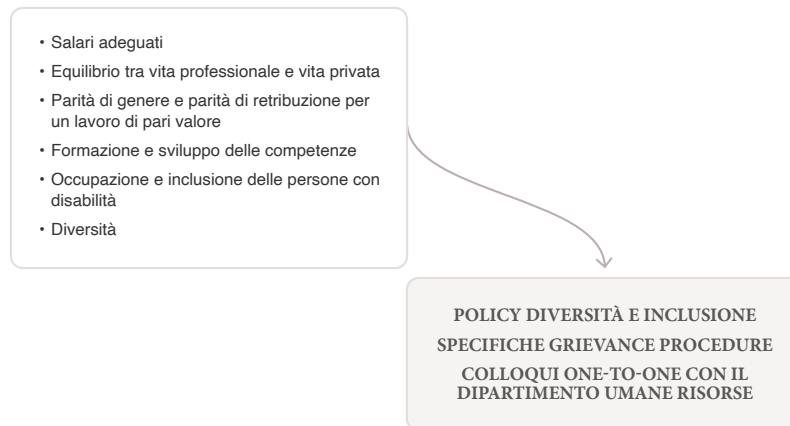 • Salari adeguati
• Equilibrio tra vita professionale e vita privata
• Parità di genere e parità di retribuzione per
un lavoro di pari valore
• Formazione e sviluppo delle competenze
• Occupazione e inclusione delle persone con
disabilità
• Diversità
POLICY DIVERSITÀ E INCLUSIONE
SPECIFICHE GRIEVANCE PROCEDURE
COLLOQUI ONE-TO-ONE CON IL
DIPARTIMENTO UMANE RISORSE